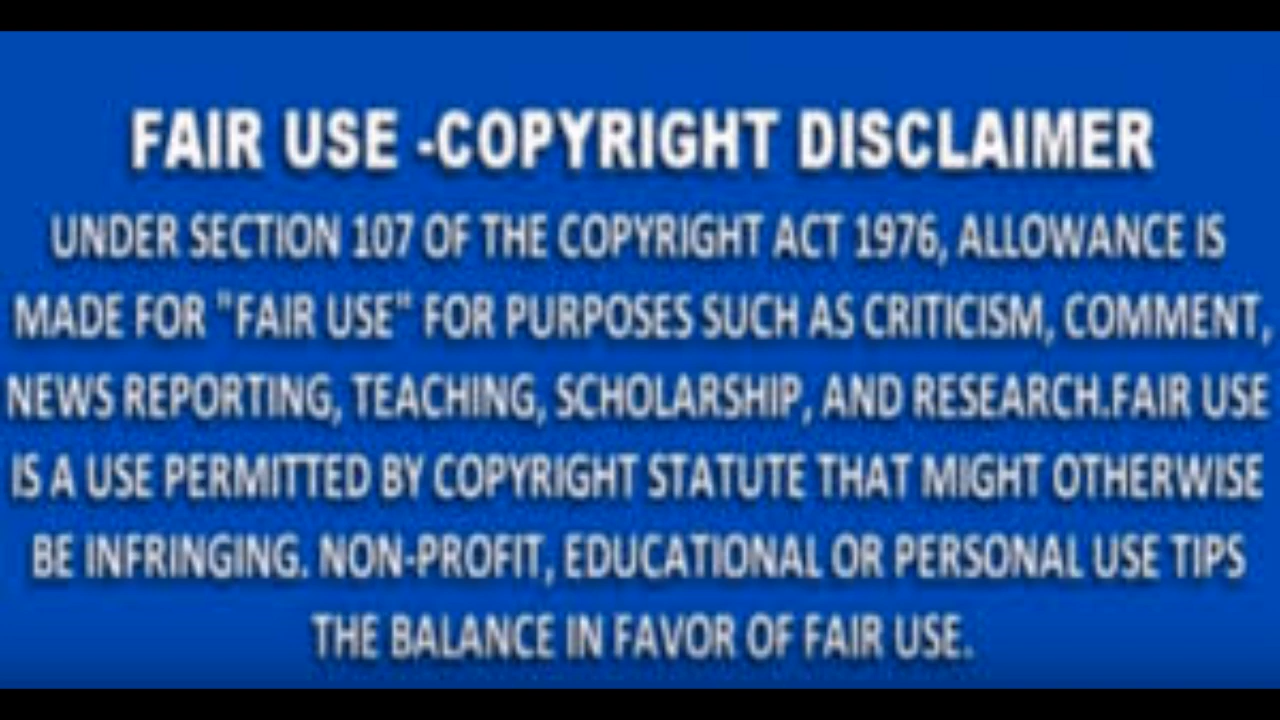 FAIR USE -COPYRIGHT DISCLAIMER
UNDER SECTION 107 OF THE COPYRIGHT ACT 1976, ALLOWANCE IS
MADE FOR "FAIR USE" FOR PURPOSES SUCH AS CRITICISM, COMMENT,
NEWS REPORTING, TEACHING, SCHOLARSHIP, AND RESEARCH.FAIR USE
IS A USE PERMITTED BY COPYRIGHT STATUTE THAT MIGHT OTHERWISE
BE INFRINGING. NON-PROFIT, EDUCATIONAL OR PERSONAL USE TIPS
THE BALANCE IN FAVOR OF FAIR USE.